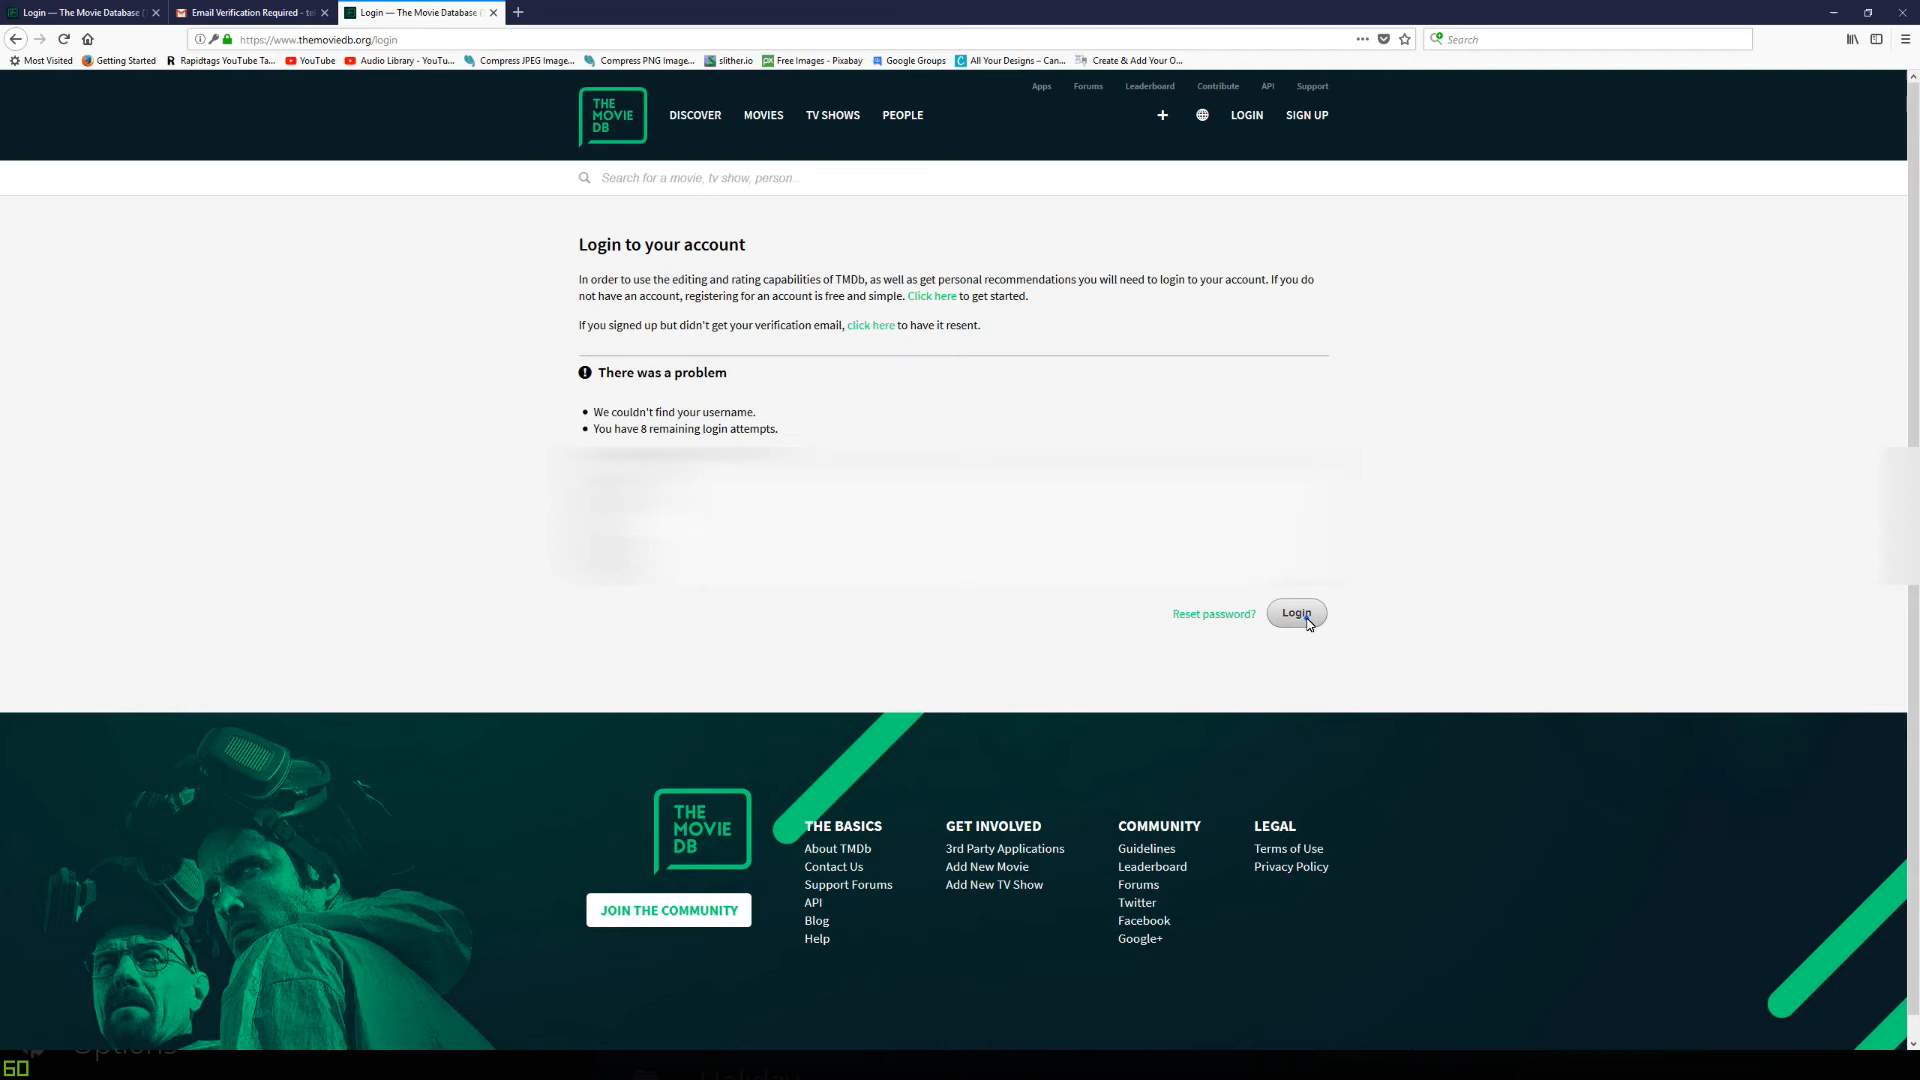 Login — The Movie Database (
Email Verification Required - te
Login — The Movie Database
https://www.themoviedb.org/login
Search
Most Visited
Getting Started
Rapidtags YouTube Ta...
YouTube
Audio Library - YouTu...
Compress JPEG Image...
Compress PNG Image...
slither.io
Free Images - Pixabay
Google Groups
All Your Designs – Can...
Create & Add Your O...
Apps
Forums
Leaderboard
Contribute
API
Support
THE
MOVIE
DB
DISCOVER
MOVIES
TV SHOWS
PEOPLE
LOGIN
SIGN UP
Search for a movie, tv show, person...
Login to your account
In order to use the editing and rating capabilities of TMDb, as well as get personal recommendations you will need to login to your account. If you do
not have an account, registering for an account is free and simple. Click here to get started.
If you signed up but didn't get your verification email, click here to have it resent.
There was a problem
We couldn't find your username.
You have 8 remaining login attempts.
Reset password?
Login
THE
MOVIE
DB
JOIN THE COMMUNITY
THE BASICS
About TMDb
Contact Us
Support Forums
API
Blog
Help
GET INVOLVED
3rd Party Applications
Add New Movie
Add New TV Show
COMMUNITY
Guidelines
Leaderboard
Forums
Twitter
Facebook
Google+
LEGAL
Terms of Use
Privacy Policy
Options
60